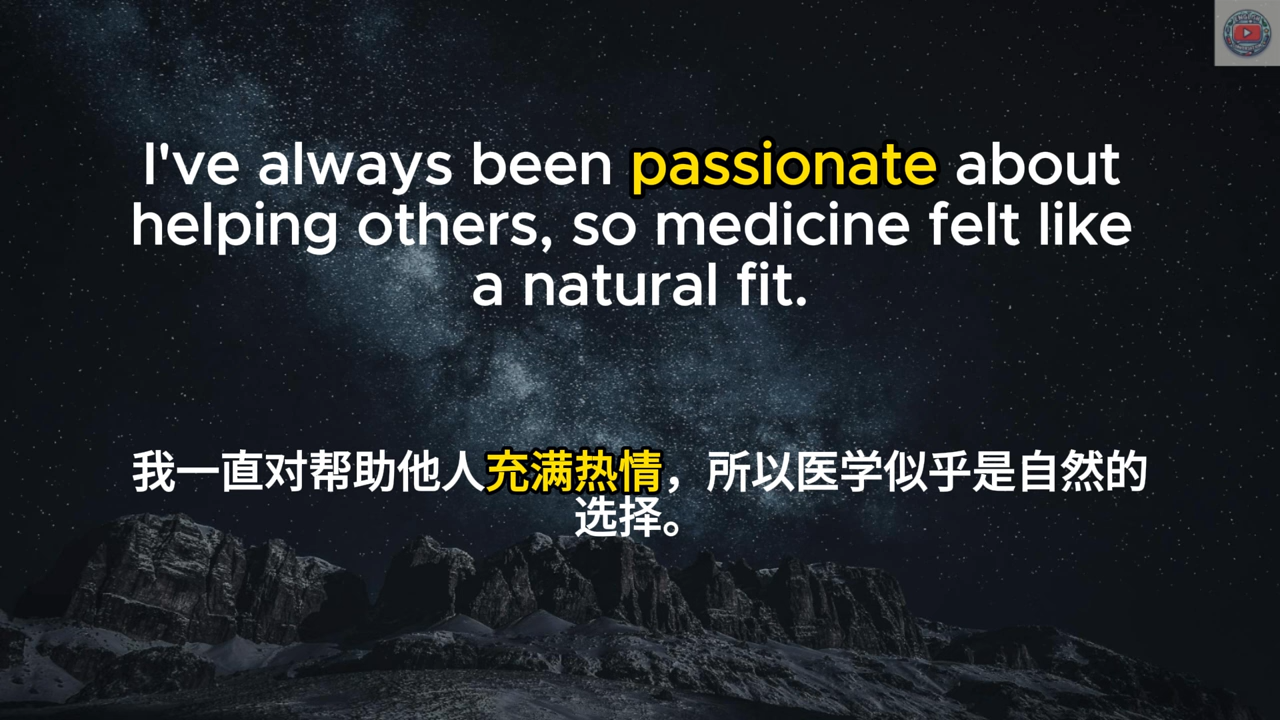 I've always been passionate about
helping others, so medicine felt like
a natural fit.
我一直对帮助他人充满热情，所以医学似乎是自然的
选择。